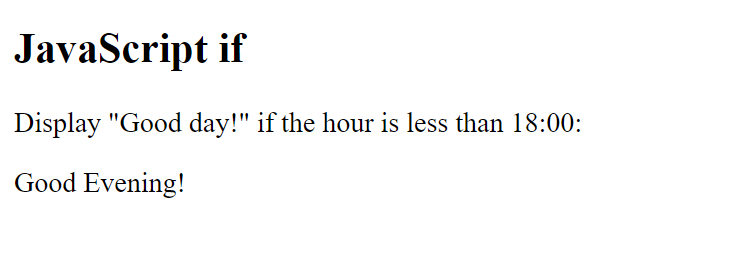 JavaScript if
Display "Good day!" if the hour is less than 18:00:
Good Evening!